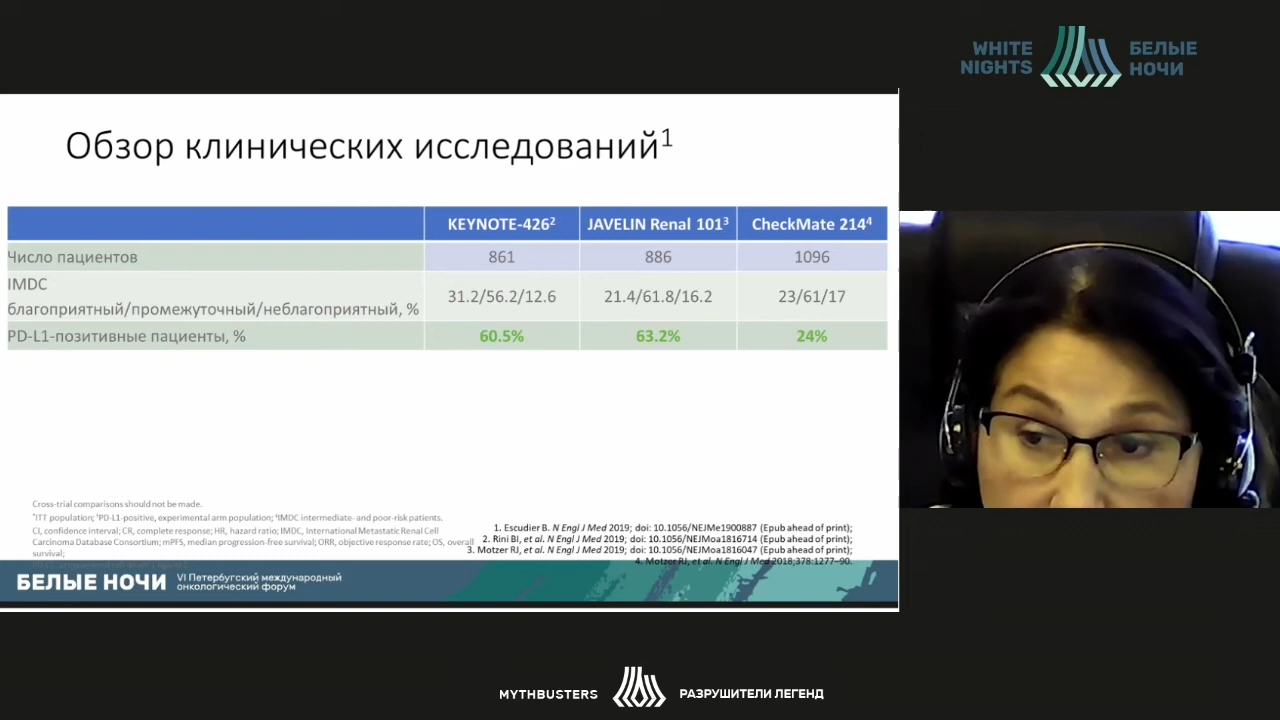 WHITE NIGHTS
БЕЛЫЕ НОЧИ
Обзор клинических исследований¹
KEYNOTE-426² JAVELIN Renal 101³ CheckMate 214⁴
Число пациентов 861 886 1096
IMDC
благоприятный/промежуточный/неблагоприятный, % 31.2/56.2/12.6 21.4/61.8/16.2 23/61/17
PD-L1-позитивные пациенты, % 60.5% 63.2% 24%
Cross-trial comparisons should not be made.
*ITT population; †PD-L1-positive, experimental arm population; ‡IMDC intermediate- and poor-risk patients.
CI, confidence interval; CR, complete response; HR, hazard ratio; IMDC, International Metastatic Renal Cell
Carcinoma Database Consortium; mPFS, median progression-free survival; ORR, objective response rate; OS, overall
survival;
1. Escudier B. N Engl J Med 2019; doi: 10.1056/NEJMe1900887 (Epub ahead of print);
2. Rini BI, et al. N Engl J Med 2019; doi: 10.1056/NEJMoa1816714 (Epub ahead of print);
3. Motzer RJ, et al. N Engl J Med 2019; doi: 10.1056/NEJMoa1816047 (Epub ahead of print);
4. Motzer RJ, et al. N Engl J Med 2018;378:1277–90.
БЕЛЫЕ НОЧИ
VI Петербугский международный
онкологический форум
MYTHBUSTERS РАЗРУШИТЕЛИ ЛЕГЕНД